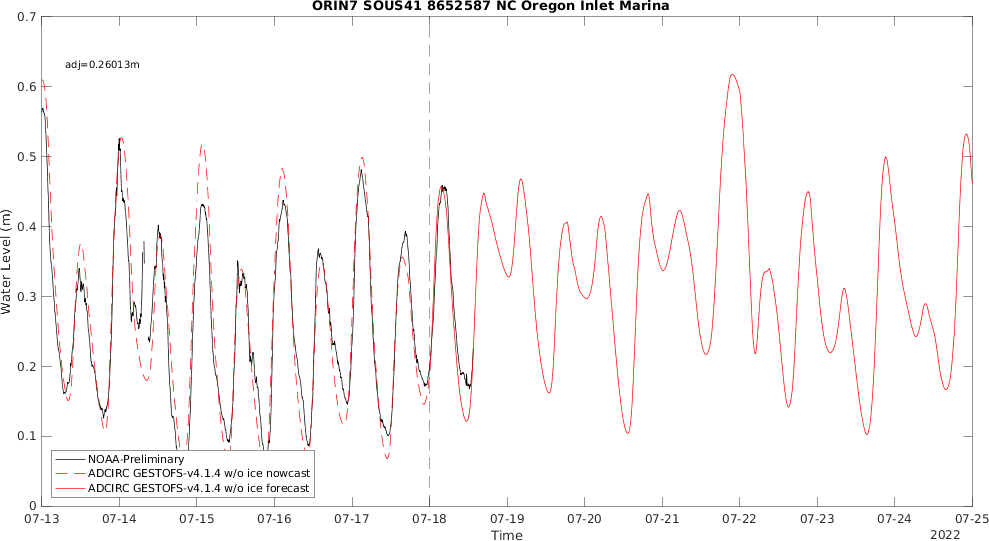 ORIN7 SOUS41 8652587 NC Oregon Inlet Marina
0.7
adj=0.26013m
0.6
0.5
0.4
Water Level (m)
0.3
0.2
0.1
0
NOAA-Preliminary
ADCIRC GESTOFS-v4.1.4 w/o ice nowcast
ADCIRC GESTOFS-v4.1.4 w/o ice forecast
07-13 07-14 07-15 07-16 07-17 07-18 07-19 07-20 07-21 07-22 07-23 07-24 07-25
Time
2022